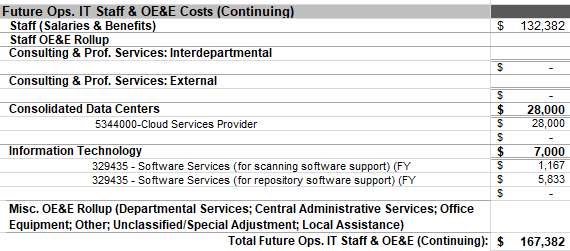 Future Ops. IT Staff & OE&E Costs (Continuing)
Staff (Salaries & Benefits) $ 132,382
Staff OE&E Rollup
Consulting & Prof. Services: Interdepartmental
$ -
Consulting & Prof. Services: External
$ -
Consolidated Data Centers $ 28,000
5344000-Cloud Services Provider $ 28,000
$ -
Information Technology $ 7,000
329435 - Software Services (for scanning software support) (FY $ 1,167
329435 - Software Services (for repository software support) (FY $ 5,833
$ -
Misc. OE&E Rollup (Departmental Services; Central Administrative Services; Office
Equipment; Other; Unclassified/Special Adjustment; Local Assistance)
Total Future Ops. IT Staff & OE&E (Continuing): $ 167,382